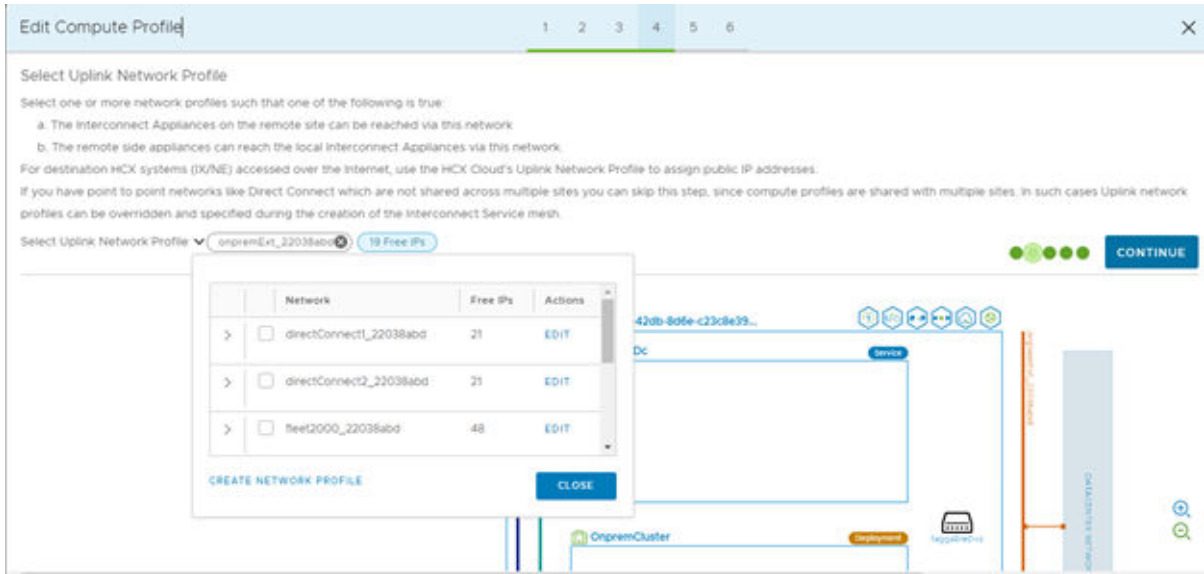 Edit Compute Profile
1 2 3 4 5 6
Select Uplink Network Profile
Select one or more network profiles such that one of the following is true:
a. The Interconnect Appliances on the remote site can be reached via this network
b. The remote side appliances can reach the local Interconnect Appliances via this network.
For destination HCX systems (IX/NE) accessed over the Internet, use the HCX Cloud's Uplink Network Profile to assign public IP addresses.
If you have point to point networks like Direct Connect which are not shared across multiple sites you can skip this step, since compute profiles are shared with multiple sites. In such cases Uplink network
profiles can be overridden and specified during the creation of the Interconnect Service mesh.
Select Uplink Network Profile onpremExt_22038abd 19 Free IPs
CONTINUE
Network Free IPs Actions
directConnect1_22038abd 21 EDIT
directConnect2_22038abd 21 EDIT
fleet2000_22038abd 48 EDIT
CREATE NETWORK PROFILE
CLOSE
-42db-8d6e-c23c8e39...
Dc
Service
OnpremCluster
Deployment
DATACENTER NETWORK